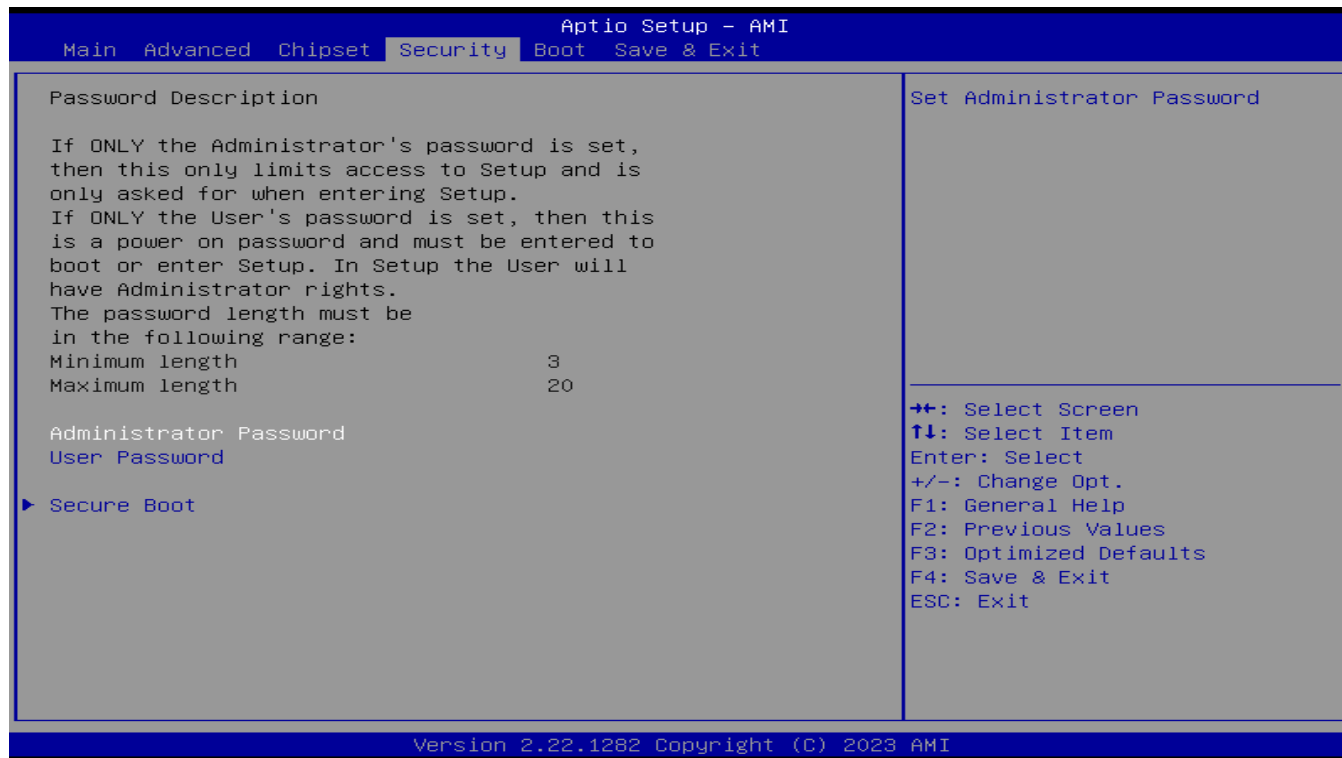 Aptio Setup – AMI
Main Advanced Chipset Security Boot Save & Exit
Password Description
If ONLY the Administrator's password is set,
then this only limits access to Setup and is
only asked for when entering Setup.
If ONLY the User's password is set, then this
is a power on password and must be entered to
boot or enter Setup. In Setup the User will
have Administrator rights.
The password length must be
in the following range:
Minimum length 3
Maximum length 20
Administrator Password
User Password
► Secure Boot
Set Administrator Password
→←: Select Screen
↑↓: Select Item
Enter: Select
+/-: Change Opt.
F1: General Help
F2: Previous Values
F3: Optimized Defaults
F4: Save & Exit
ESC: Exit
Version 2.22.1282 Copyright (C) 2023 AMI